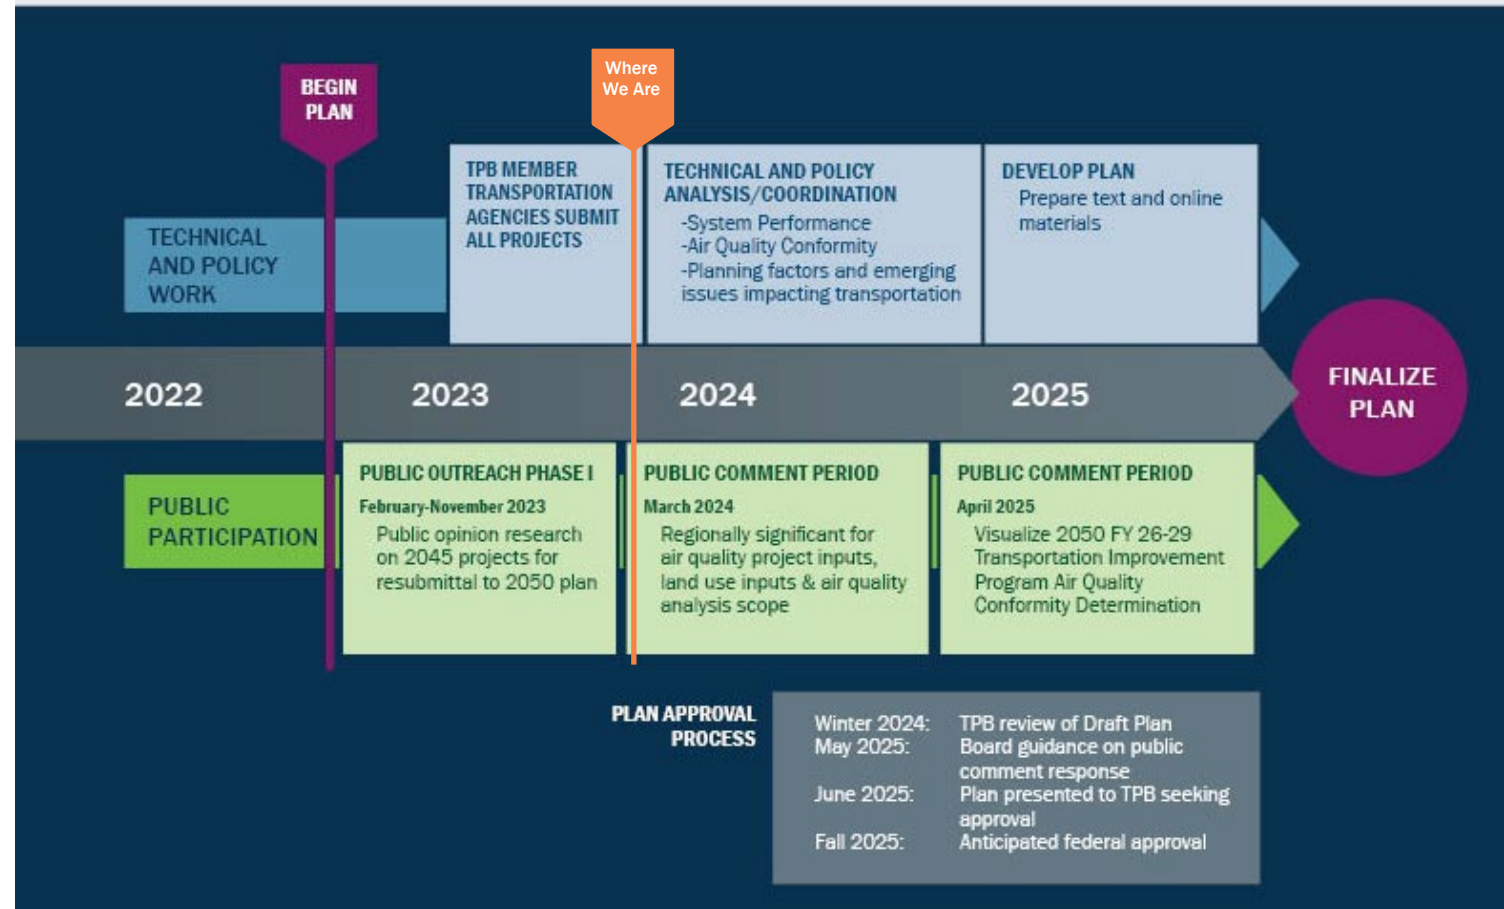 BEGIN
PLAN
Where
We Are
TECHNICAL
AND POLICY
WORK
TPB MEMBER
TRANSPORTATION
AGENCIES SUBMIT
ALL PROJECTS
TECHNICAL AND POLICY
ANALYSIS/COORDINATION
-System Performance
-Air Quality Conformity
-Planning factors and emerging
issues impacting transportation
DEVELOP PLAN
Prepare text and online
materials
2022
2023
2024
2025
FINALIZE
PLAN
PUBLIC
PARTICIPATION
PUBLIC OUTREACH PHASE I
February-November 2023
Public opinion research
on 2045 projects for
resubmittal to 2050 plan
PUBLIC COMMENT PERIOD
March 2024
Regionally significant for
air quality project inputs,
land use inputs & air quality
analysis scope
PUBLIC COMMENT PERIOD
April 2025
Visualize 2050 FY 26-29
Transportation Improvement
Program Air Quality
Conformity Determination
PLAN APPROVAL
PROCESS
Winter 2024: TPB review of Draft Plan
May 2025: Board guidance on public
comment response
June 2025: Plan presented to TPB seeking
approval
Fall 2025: Anticipated federal approval